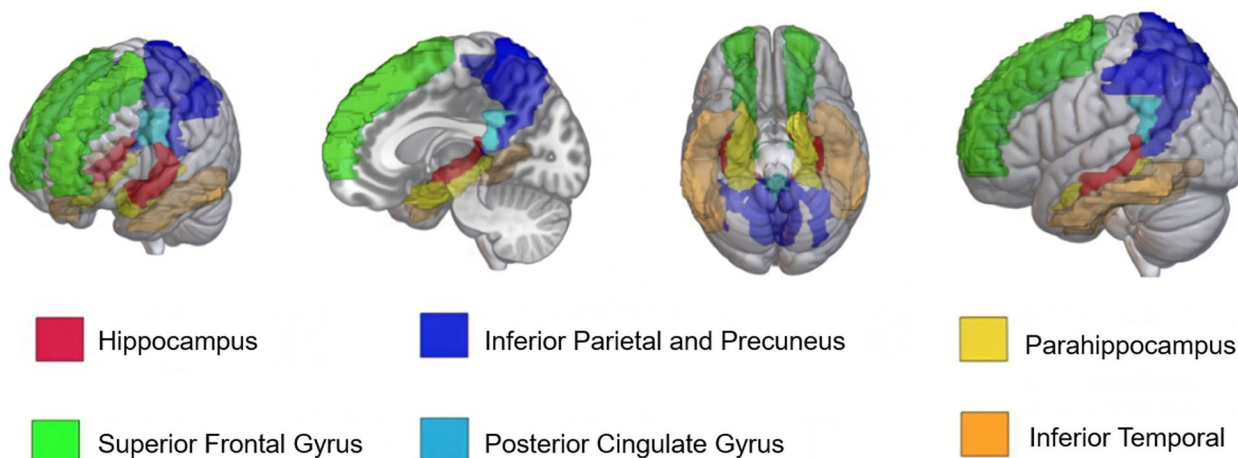 Hippocampus
Inferior Parietal and Precuneus
Parahippocampus
Superior Frontal Gyrus
Posterior Cingulate Gyrus
Inferior Temporal